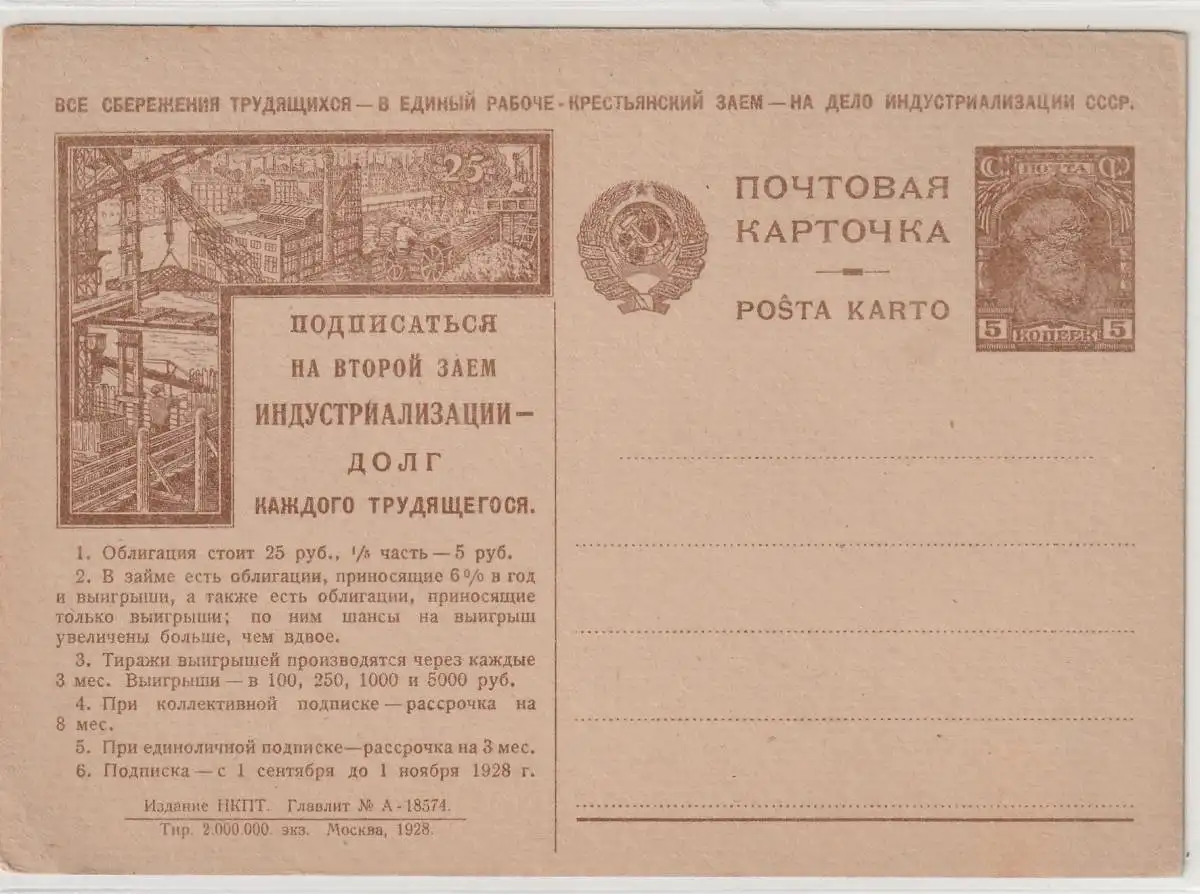 ВСЕ СБЕРЕЖЕНИЯ ТРУДЯЩИХСЯ — В ЕДИНЫЙ РАБОЧЕ-КРЕСТЬЯНСКИЙ ЗАЕМ — НА ДЕЛО ИНДУСТРИАЛИЗАЦИИ СССР.
25
ПОДПИСАТЬСЯ
НА ВТОРОЙ ЗАЕМ
ИНДУСТРИАЛИЗАЦИИ —
ДОЛГ
КАЖДОГО ТРУДЯЩЕГОСЯ.
1. Облигация стоит 25 руб., 1/5 часть — 5 руб.
2. В займе есть облигации, приносящие 6% в год
и выигрыши, а также есть облигации, приносящие
только выигрыши; по ним шансы на выигрыш
увеличены больше, чем вдвое.
3. Тиражи выигрышей производятся через каждые
3 мес. Выигрыши — в 100, 250, 1000 и 5000 руб.
4. При коллективной подписке — рассрочка на
8 мес.
5. При единоличной подписке — рассрочка на 3 мес.
6. Подписка — с 1 сентября до 1 ноября 1928 г.
Издание НКПТ. Главлит № А-18574.
Тир. 2.000.000 экз. Москва, 1928.
ПОЧТОВАЯ
КАРТОЧКА
POŜTA KARTO
ПОЧТА
5 КОПЕЕК 5